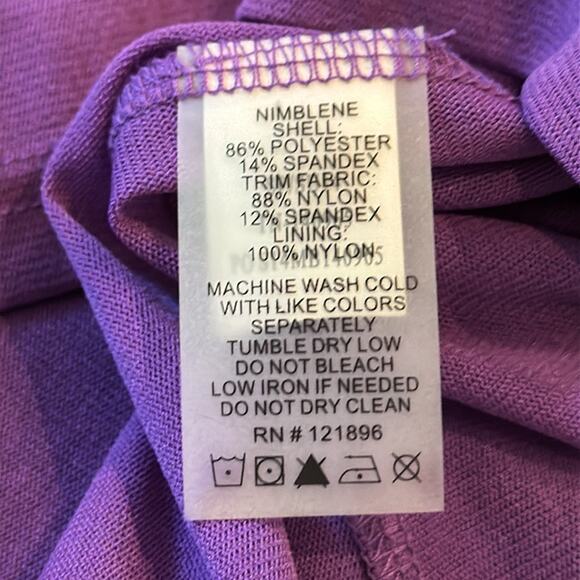 NIMBLENE
SHELL:
86% POLYESTER
14% SPANDEX
TRIM FABRIC:
88% NYLON
12% SPANDEX
LINING:
100% NYLON
MACHINE WASH COLD
WITH LIKE COLORS
SEPARATELY
TUMBLE DRY LOW
DO NOT BLEACH
LOW IRON IF NEEDED
DO NOT DRY CLEAN
RN # 121896